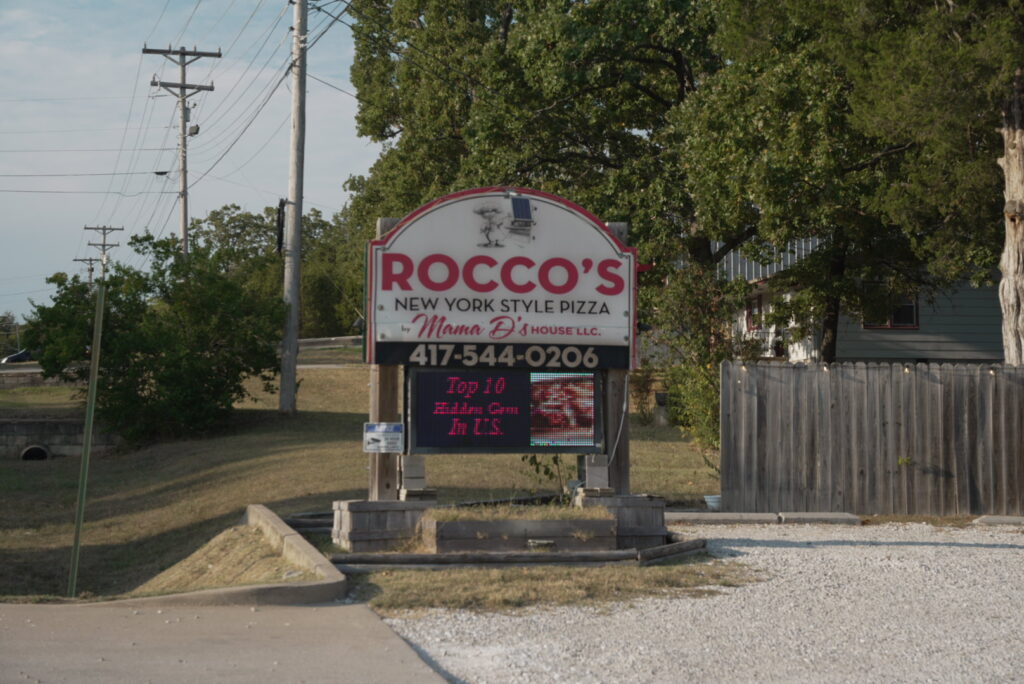 ROCCO'S
NEW YORK STYLE PIZZA
by Mama D's HOUSE LLC.
417-544-0206
Top 10
Hidden Gem
In U.S.